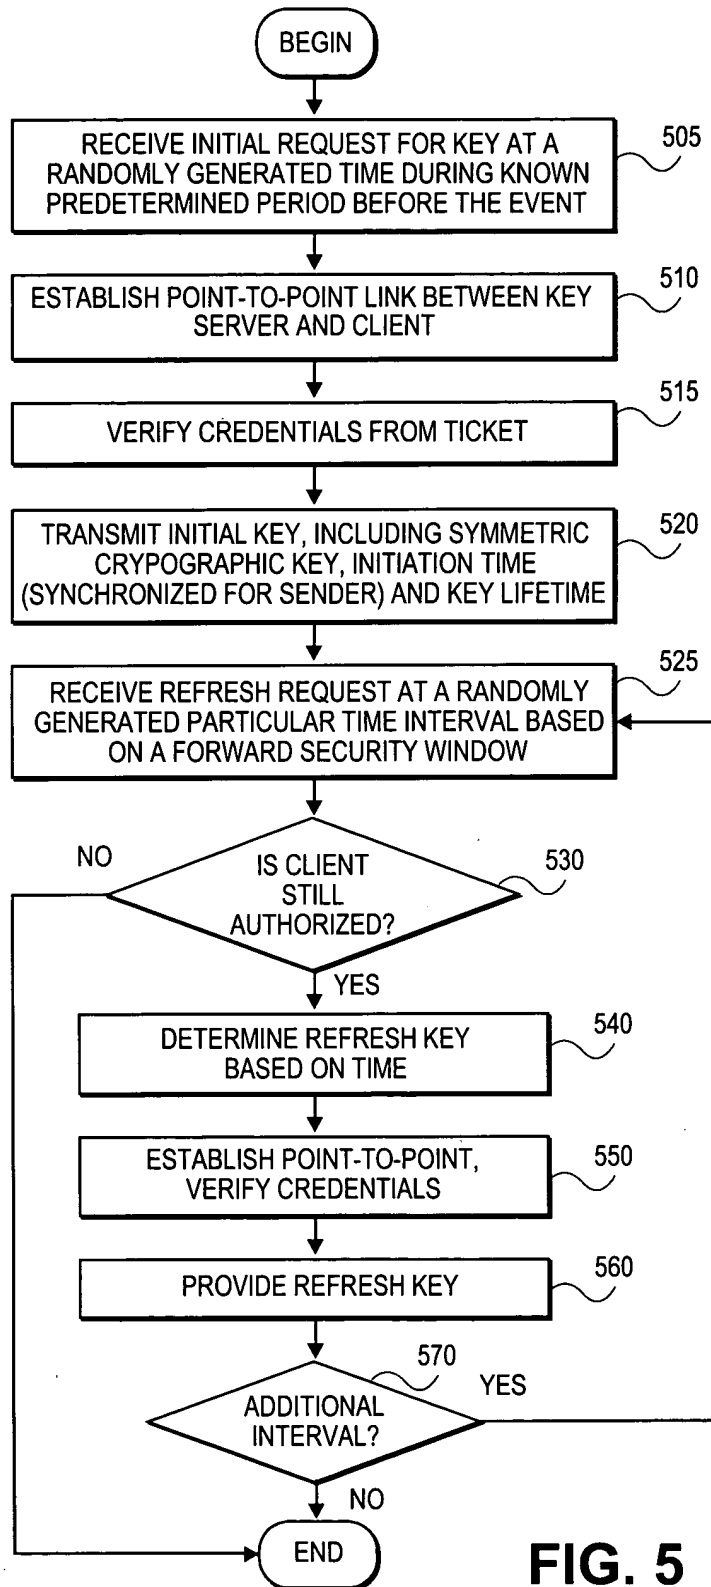 BEGIN
RECEIVE INITIAL REQUEST FOR KEY AT A
RANDOMLY GENERATED TIME DURING KNOWN
PREDETERMINED PERIOD BEFORE THE EVENT
505
ESTABLISH POINT-TO-POINT LINK BETWEEN KEY
SERVER AND CLIENT
510
VERIFY CREDENTIALS FROM TICKET
515
TRANSMIT INITIAL KEY, INCLUDING SYMMETRIC
CRYPOGRAPHIC KEY, INITIATION TIME
(SYNCHRONIZED FOR SENDER) AND KEY LIFETIME
520
RECEIVE REFRESH REQUEST AT A RANDOMLY
GENERATED PARTICULAR TIME INTERVAL BASED
ON A FORWARD SECURITY WINDOW
525
NO
IS CLIENT
STILL
AUTHORIZED?
530
YES
DETERMINE REFRESH KEY
BASED ON TIME
540
ESTABLISH POINT-TO-POINT,
VERIFY CREDENTIALS
550
PROVIDE REFRESH KEY
560
ADDITIONAL
INTERVAL?
570
YES
NO
END
FIG. 5